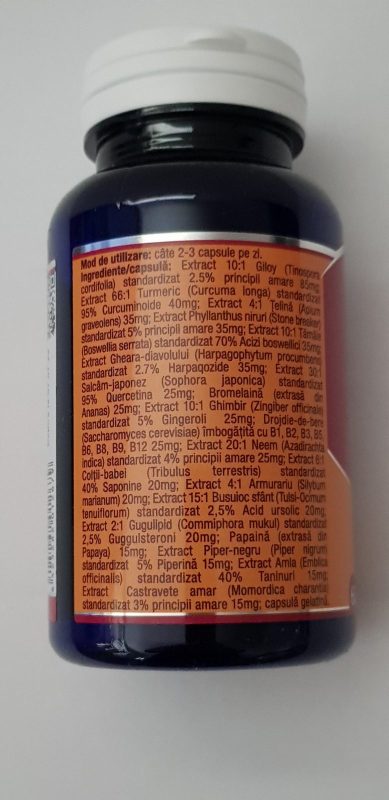 Mod de utilizare: câte 2-3 capsule pe zi.
Ingrediente/capsulă: Extract 10:1 Giloy (Tinospora
cordifolia) standardizat 2.5% principii amare 85mg;
Extract 66:1 Turmeric (Curcuma longa) standardizat
95% Curcuminoide 40mg; Extract 4:1 Țelină (Apium
graveolens) 35mg; Extract Phyllanthus niruri (Stone breaker)
standardizat 5% principii amare 35mg; Extract 10:1 Tămâie
(Boswellia serrata) standardizat 70% Acizi boswellici 35mg;
Extract Gheara-diavolului (Harpagophytum procumbens)
standardizat 2.7% Harpaqozide 35mg; Extract 30:1
Salcâm-japonez (Sophora japonica) standardizat
95% Quercetina 25mg; Bromelaină (extrasă din
Ananas) 25mg; Extract 10:1 Ghimbir (Zingiber officinale)
standardizat 5% Gingeroli 25mg; Drojdie-de-bere
(Saccharomyces cerevisiae) îmbogățită cu B1, B2, B3, B5,
B6, B8, B9, B12 25mg; Extract 20:1 Neem (Azadirachta
indica) standardizat 4% principii amare 25mg; Extract 8:1
Colții-babei (Tribulus terrestris) standardizat
40% Saponine 20mg; Extract 4:1 Armurariu (Silybum
marianum) 20mg; Extract 15:1 Busuioc sfânt (Tulsi-Ocimum
tenuiflorum) standardizat 2,5% Acid ursolic 20mg,
Extract 2:1 Gugulipid (Commiphora mukul) standardizat
2,5% Guggulsteroni 20mg; Papaină (extrasă din
Papaya) 15mg; Extract Piper-negru (Piper nigrum)
standardizat 5% Piperină 15mg; Extract Amla (Emblica
officinalis) standardizat 40% Taninuri 15mg;
Extract Castravete amar (Momordica charantia)
standardizat 3% principii amare 15mg; capsulă gelatină